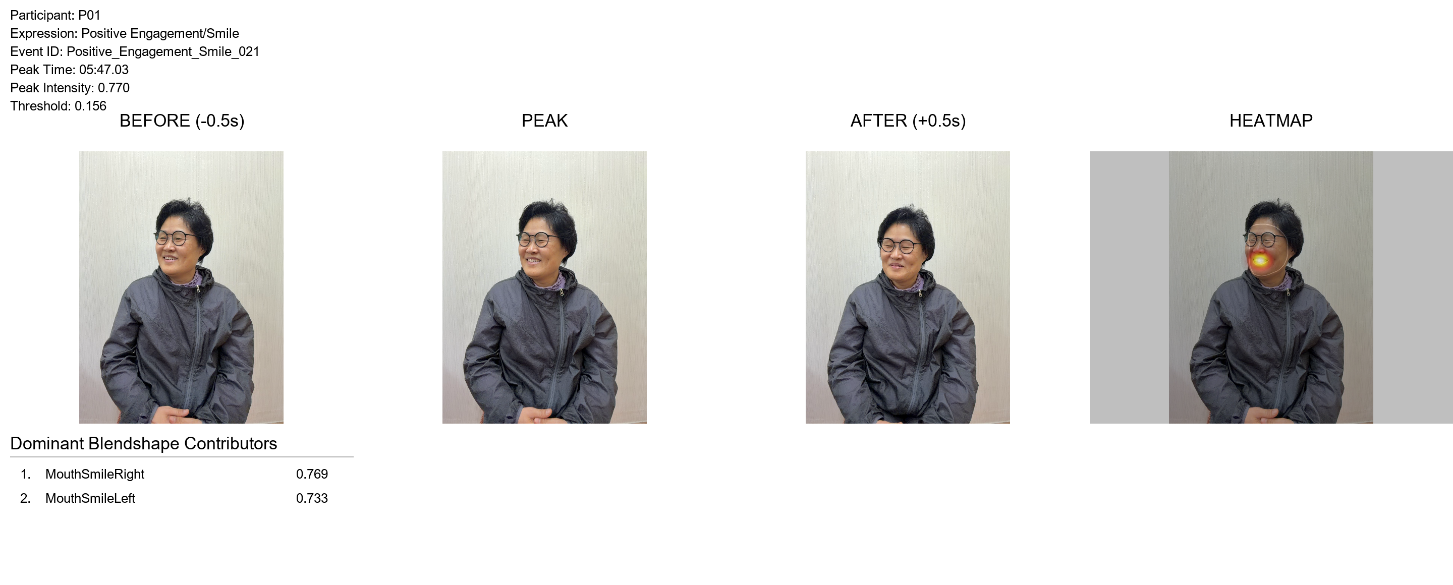 Participant: P01
Expression: Positive Engagement/Smile
Event ID: Positive_Engagement_Smile_021
Peak Time: 05:47.03
Peak Intensity: 0.770
Threshold: 0.156
BEFORE (-0.5s)
PEAK
AFTER (+0.5s)
HEATMAP
Dominant Blendshape Contributors
1. MouthSmileRight 0.769
2. MouthSmileLeft 0.733